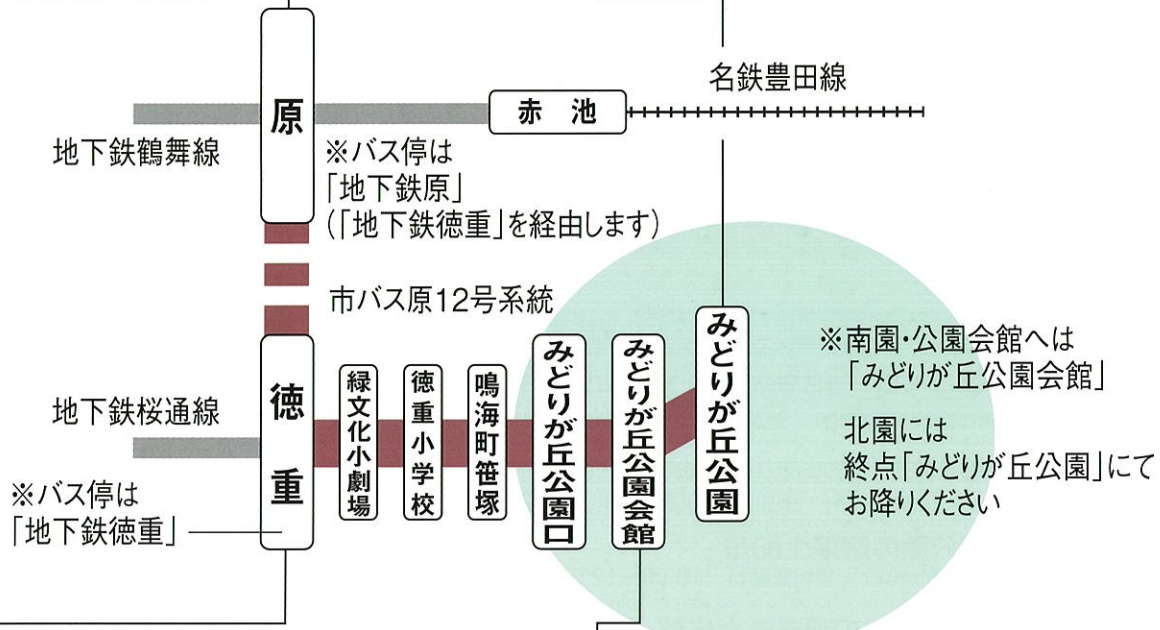 名鉄豊田線
原
赤池
地下鉄鶴舞線
※バス停は
「地下鉄原」
（「地下鉄徳重」を経由します）
市バス原12号系統
徳重
緑文化小劇場
徳重小学校
鳴海町笹塚
みどりが丘公園口
みどりが丘公園会館
みどりが丘公園
※南園・公園会館へは
「みどりが丘公園会館」
北園には
終点「みどりが丘公園」にて
お降りください
地下鉄桜通線
※バス停は
「地下鉄徳重」